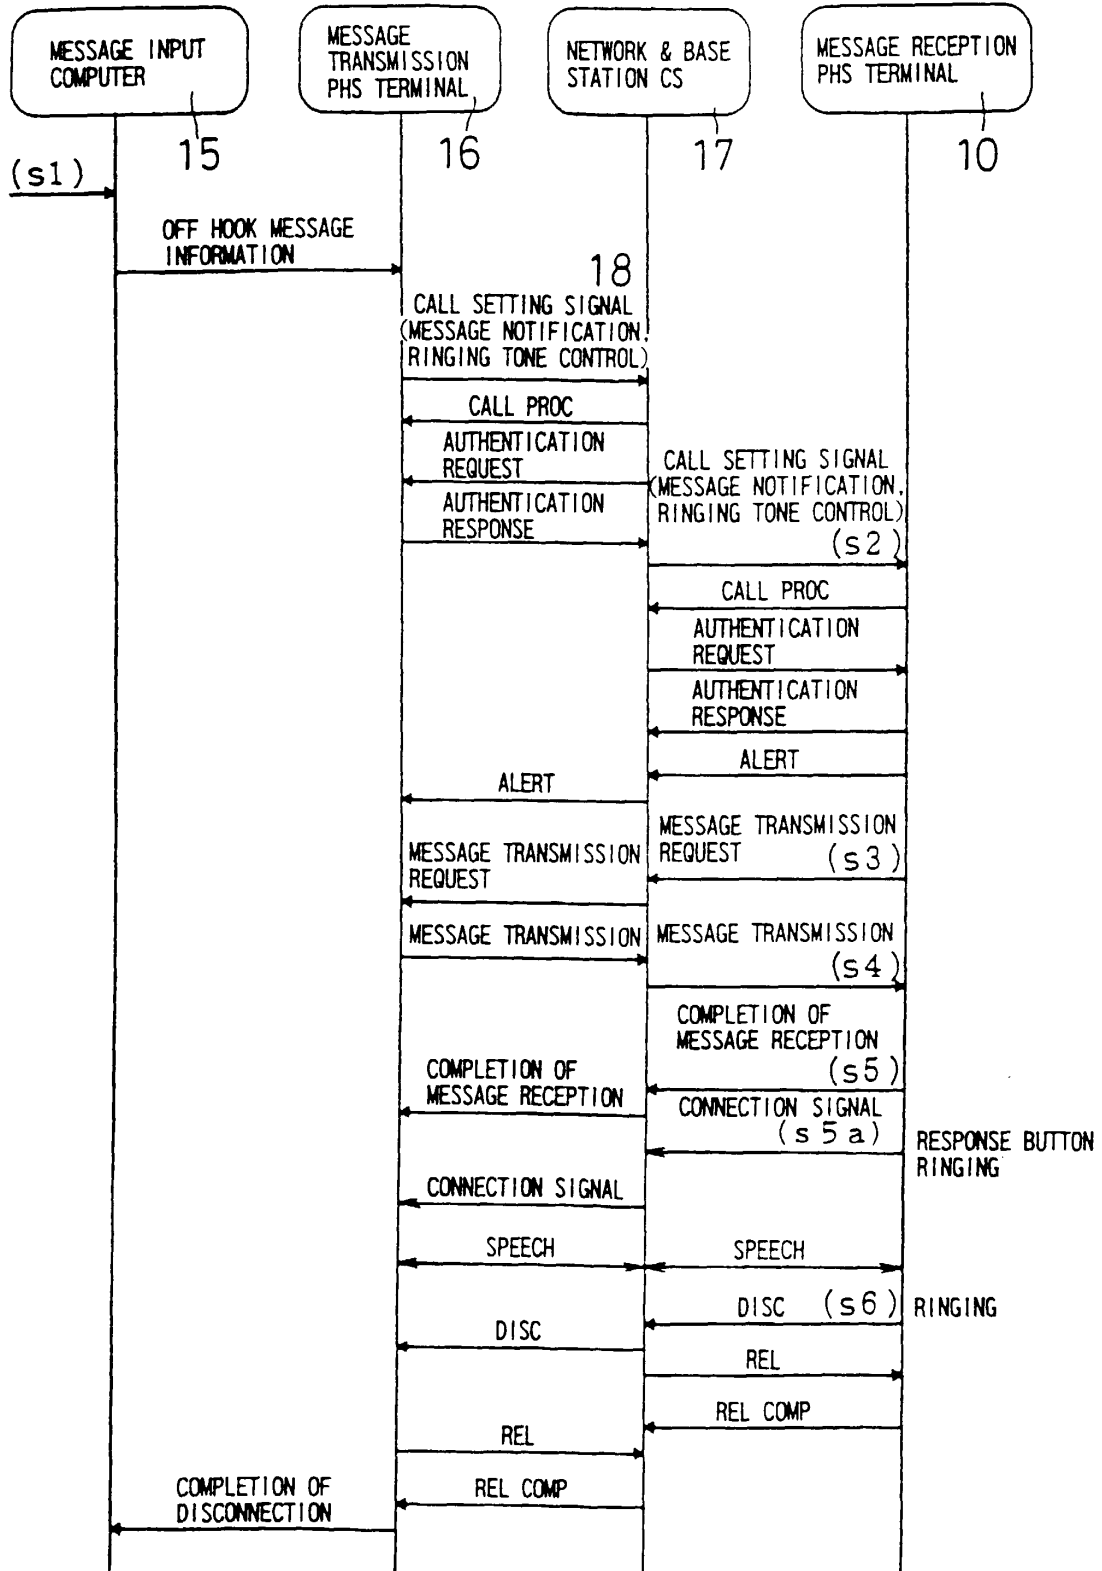 MESSAGE INPUT
COMPUTER
MESSAGE
TRANSMISSION
PHS TERMINAL
NETWORK & BASE
STATION CS
MESSAGE RECEPTION
PHS TERMINAL
15
16
17
10
(s1)
OFF HOOK MESSAGE
INFORMATION
18
CALL SETTING SIGNAL
(MESSAGE NOTIFICATION,
RINGING TONE CONTROL)
CALL PROC
AUTHENTICATION
REQUEST
AUTHENTICATION
RESPONSE
CALL SETTING SIGNAL
(MESSAGE NOTIFICATION,
RINGING TONE CONTROL)
(s2)
CALL PROC
AUTHENTICATION
REQUEST
AUTHENTICATION
RESPONSE
ALERT
ALERT
MESSAGE TRANSMISSION
REQUEST (s3)
MESSAGE TRANSMISSION
REQUEST
MESSAGE TRANSMISSION
MESSAGE TRANSMISSION
(s4)
COMPLETION OF
MESSAGE RECEPTION
(s5)
COMPLETION OF
MESSAGE RECEPTION
CONNECTION SIGNAL
(s5a)
RESPONSE BUTTON
RINGING
CONNECTION SIGNAL
SPEECH
SPEECH
DISC (s6)
RINGING
DISC
REL
REL COMP
REL
REL COMP
COMPLETION OF
DISCONNECTION